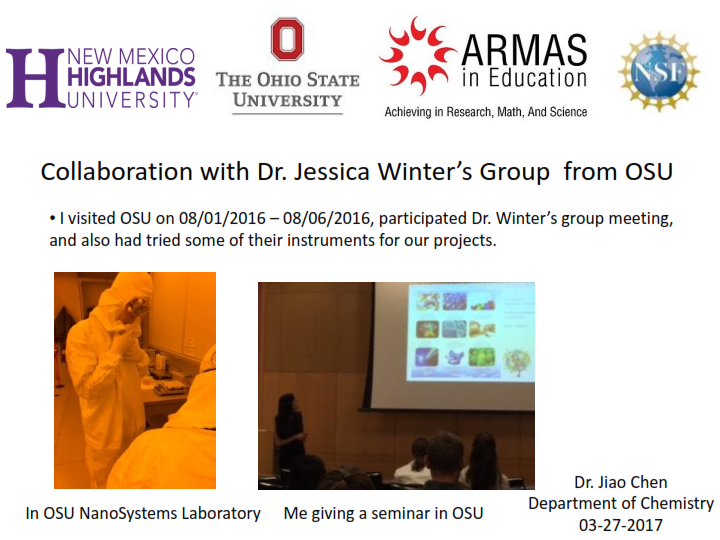 NEW MEXICO
HIGHLANDS
UNIVERSITY
THE OHIO STATE
UNIVERSITY
ARMAS
in Education
Achieving in Research, Math, And Science
NSF
Collaboration with Dr. Jessica Winter's Group from OSU
• I visited OSU on 08/01/2016 – 08/06/2016, participated Dr. Winter's group meeting,
and also had tried some of their instruments for our projects.
In OSU NanoSystems Laboratory
Me giving a seminar in OSU
Dr. Jiao Chen
Department of Chemistry
03-27-2017